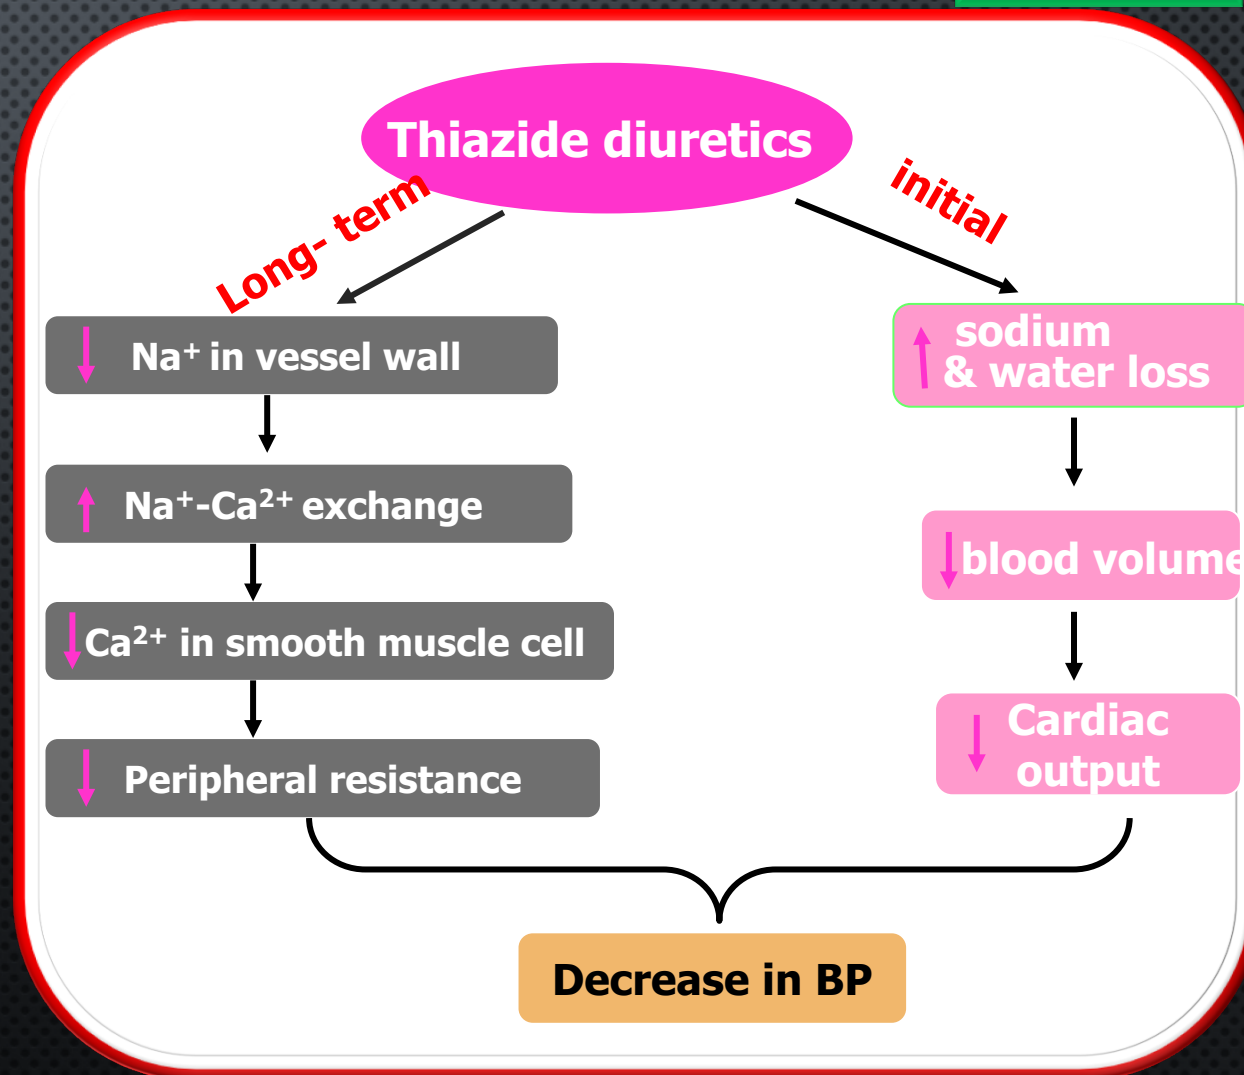 Thiazide diuretics
Long- term
initial
Na⁺ in vessel wall
Na⁺-Ca²⁺ exchange
Ca²⁺ in smooth muscle cell
Peripheral resistance
sodium
& water loss
blood volume
Cardiac
output
Decrease in BP